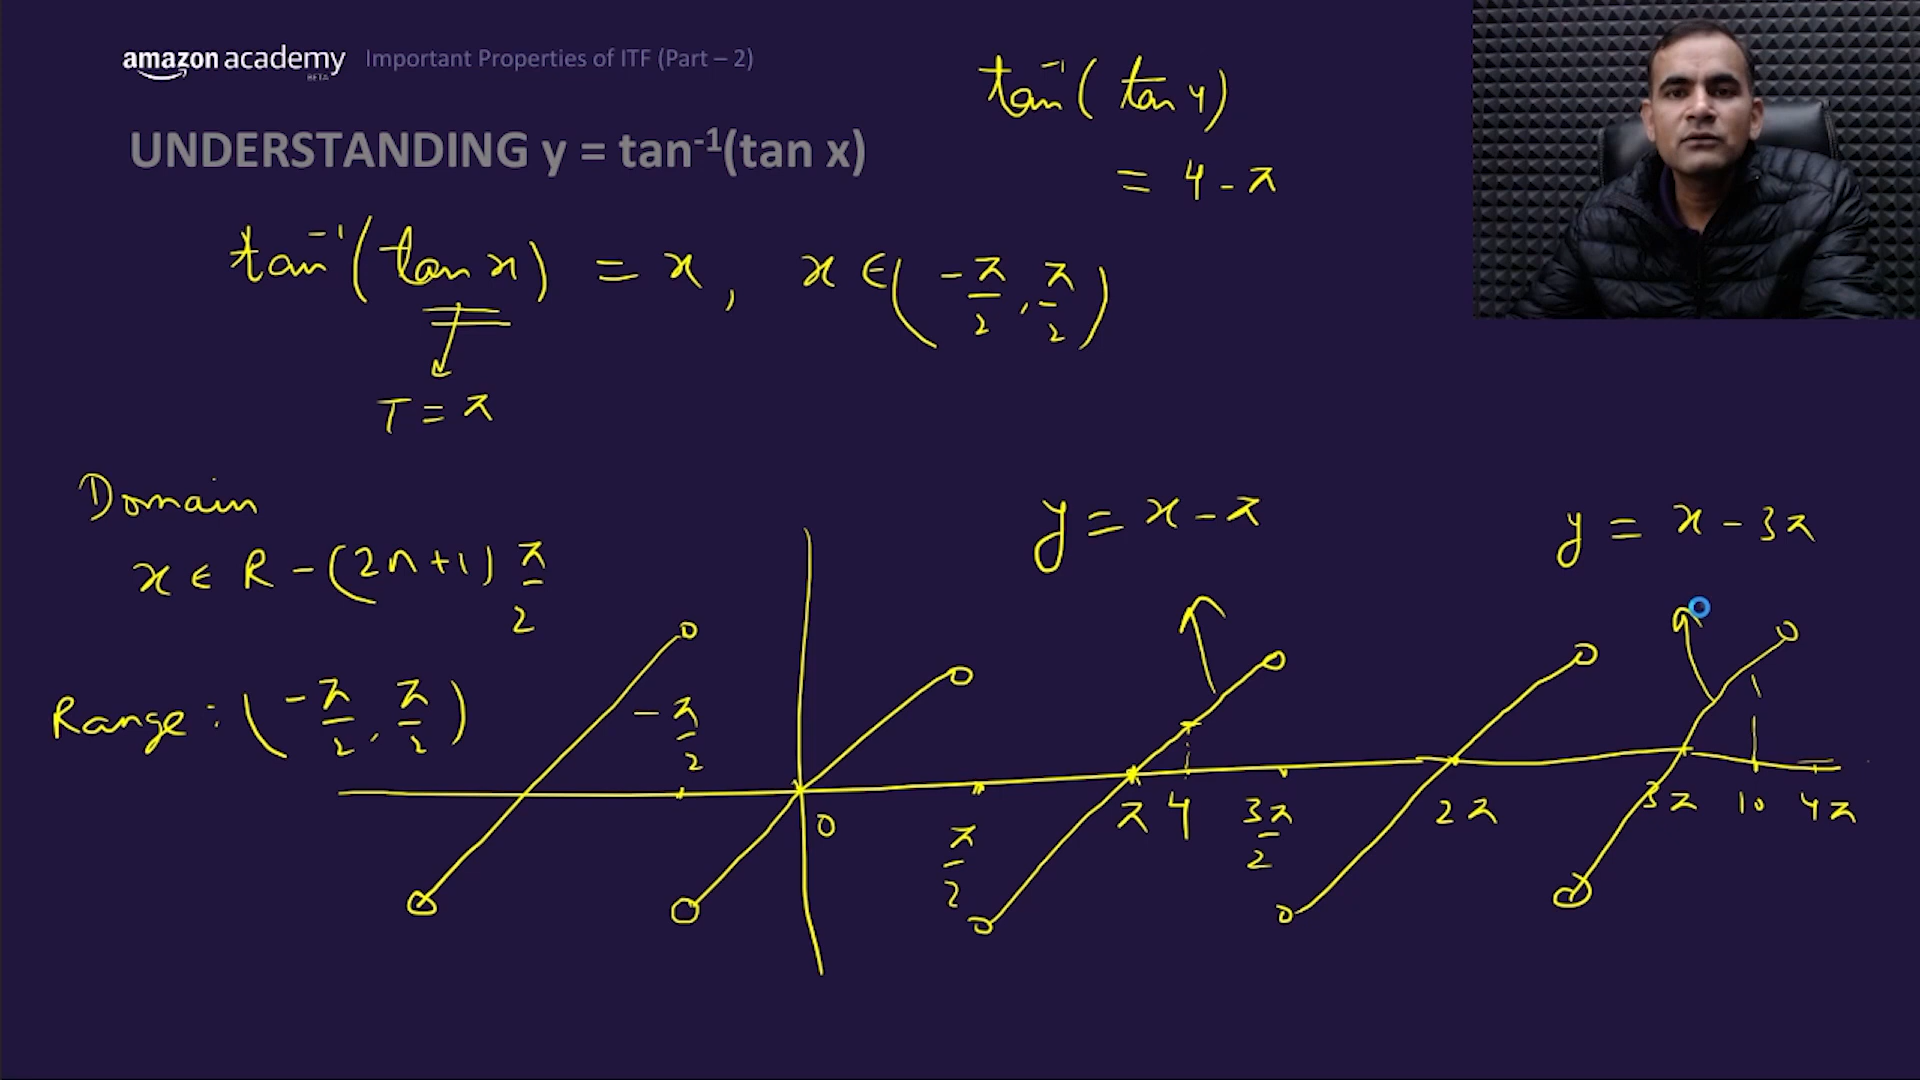 amazon academy
BETA
Important Properties of ITF (Part – 2)
tan⁻¹(tan 4)
= 4 - π
UNDERSTANDING y = tan⁻¹(tan x)
tan⁻¹(tan x) = x, x ∈ (-π/2, π/2)
T = π
Domain
x ∈ R - (2n+1) π/2
Range: (-π/2, π/2)
y = x - π
y = x - 3π
-π/2
0
π/2
π
4
3π/2
2π
3π
10
4π